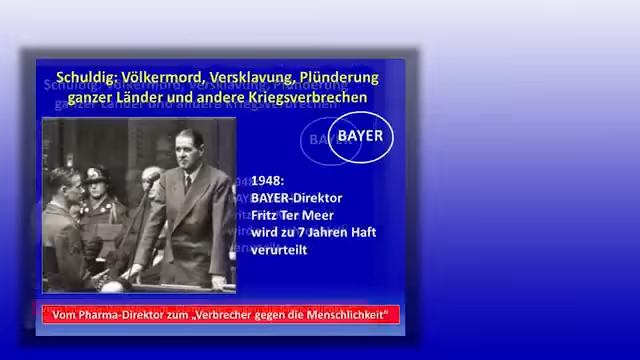 Schuldig: Völkermord, Versklavung, Plünderung
ganzer Länder und andere Kriegsverbrechen
BAYER
1948:
BAYER-Direktor
Fritz Ter Meer
wird zu 7 Jahren Haft
verurteilt
Vom Pharma-Direktor zum „Verbrecher gegen die Menschlichkeit“